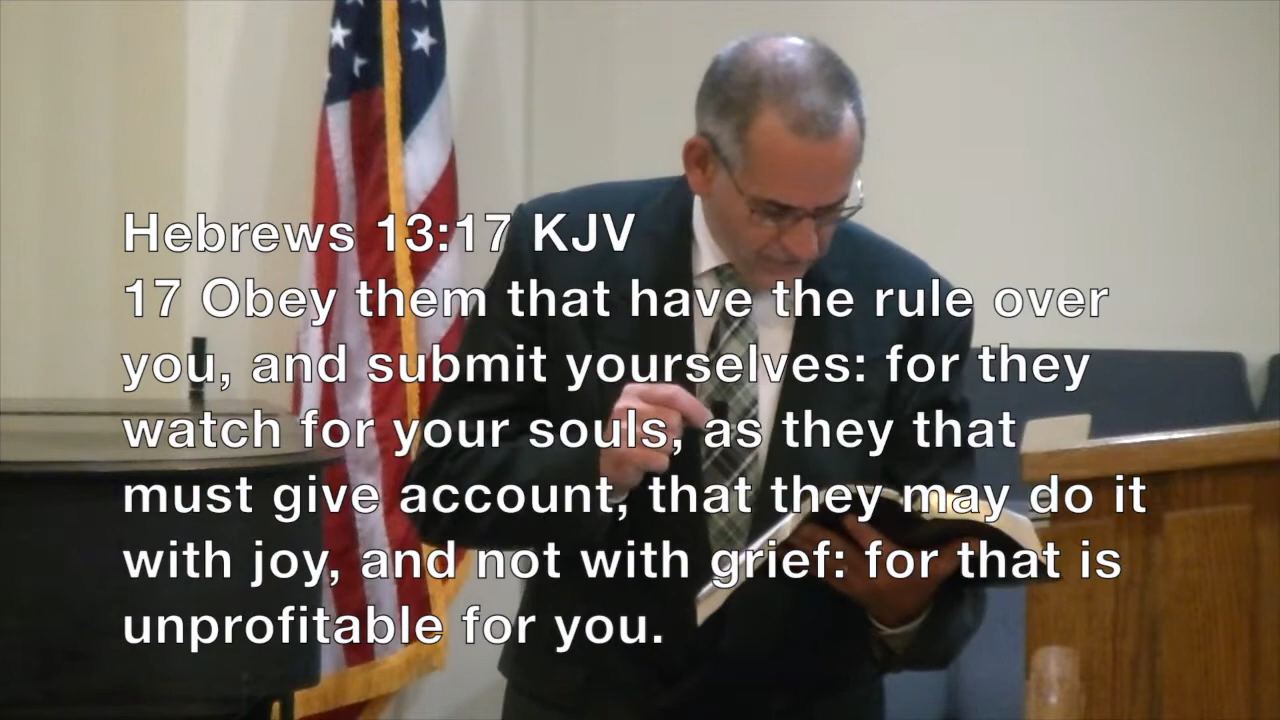 Hebrews 13:17 KJV
17 Obey them that have the rule over
you, and submit yourselves: for they
watch for your souls, as they that
must give account, that they may do it
with joy, and not with grief: for that is
unprofitable for you.